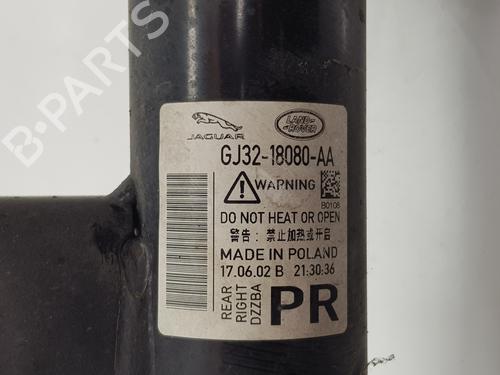 B-PARTS
JAGUAR
LAND-
ROVER
GJ32-18080-AA
WARNING
B0108
DO NOT HEAT OR OPEN
警告：禁止加热或开启
MADE IN POLAND
17.06.02 B 21:30:36
REAR
RIGHT
DZZBA
PR